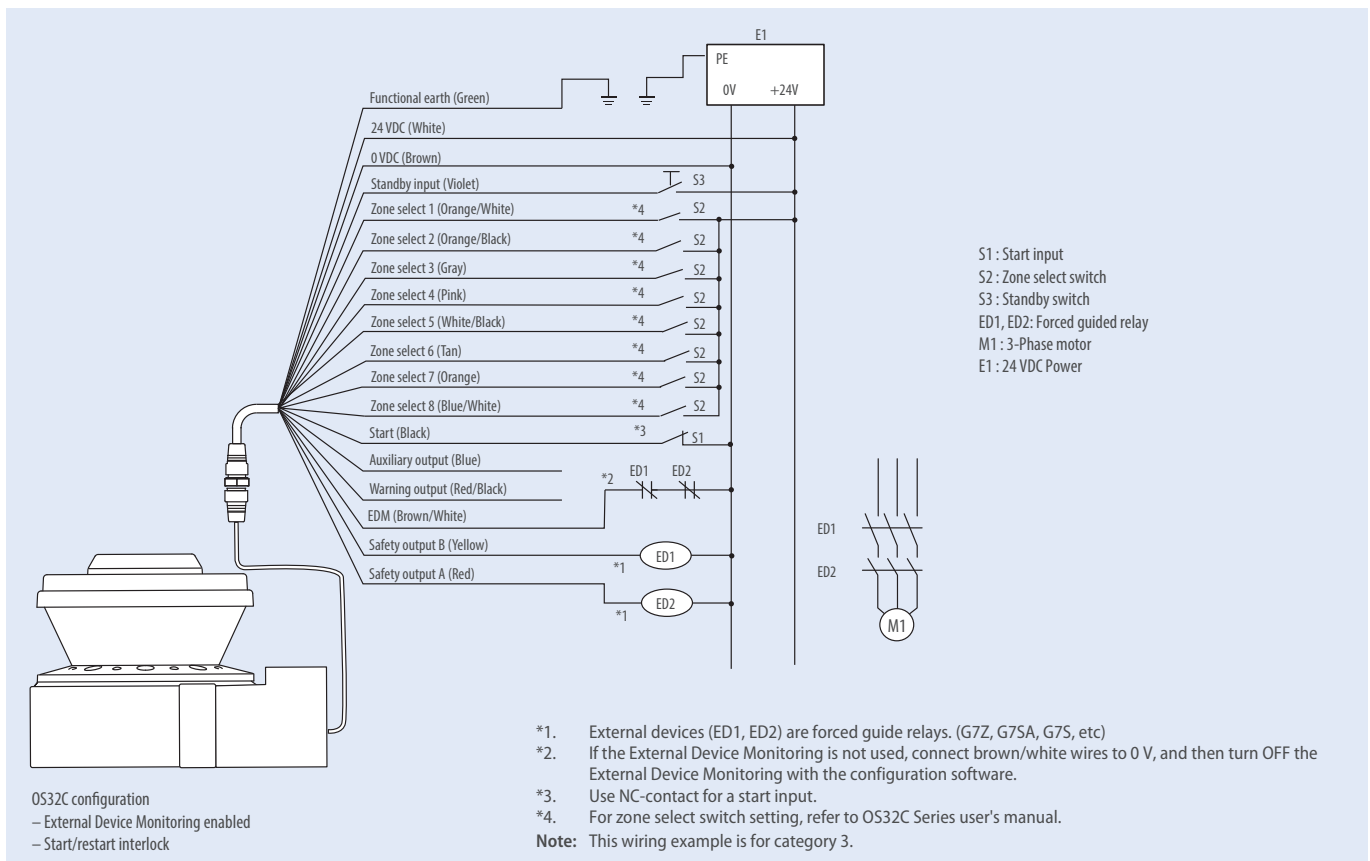 E1
PE
0V +24V
Functional earth (Green)
24 VDC (White)
0 VDC (Brown)
Standby input (Violet) S3
Zone select 1 (Orange/White) *4 S2
Zone select 2 (Orange/Black) *4 S2
Zone select 3 (Gray) *4 S2
Zone select 4 (Pink) *4 S2
Zone select 5 (White/Black) *4 S2
Zone select 6 (Tan) *4 S2
Zone select 7 (Orange) *4 S2
Zone select 8 (Blue/White) *4 S2
Start (Black) *3 S1
Auxiliary output (Blue)
Warning output (Red/Black) *2 ED1 ED2
EDM (Brown/White)
Safety output B (Yellow) *1 ED1
Safety output A (Red) *1 ED2
S1 : Start input
S2 : Zone select switch
S3 : Standby switch
ED1, ED2: Forced guided relay
M1 : 3-Phase motor
E1 : 24 VDC Power
ED1
ED2
M1
OS32C configuration
– External Device Monitoring enabled
– Start/restart interlock
*1. External devices (ED1, ED2) are forced guide relays. (G7Z, G7SA, G7S, etc)
*2. If the External Device Monitoring is not used, connect brown/white wires to 0 V, and then turn OFF the
External Device Monitoring with the configuration software.
*3. Use NC-contact for a start input.
*4. For zone select switch setting, refer to OS32C Series user's manual.
Note: This wiring example is for category 3.